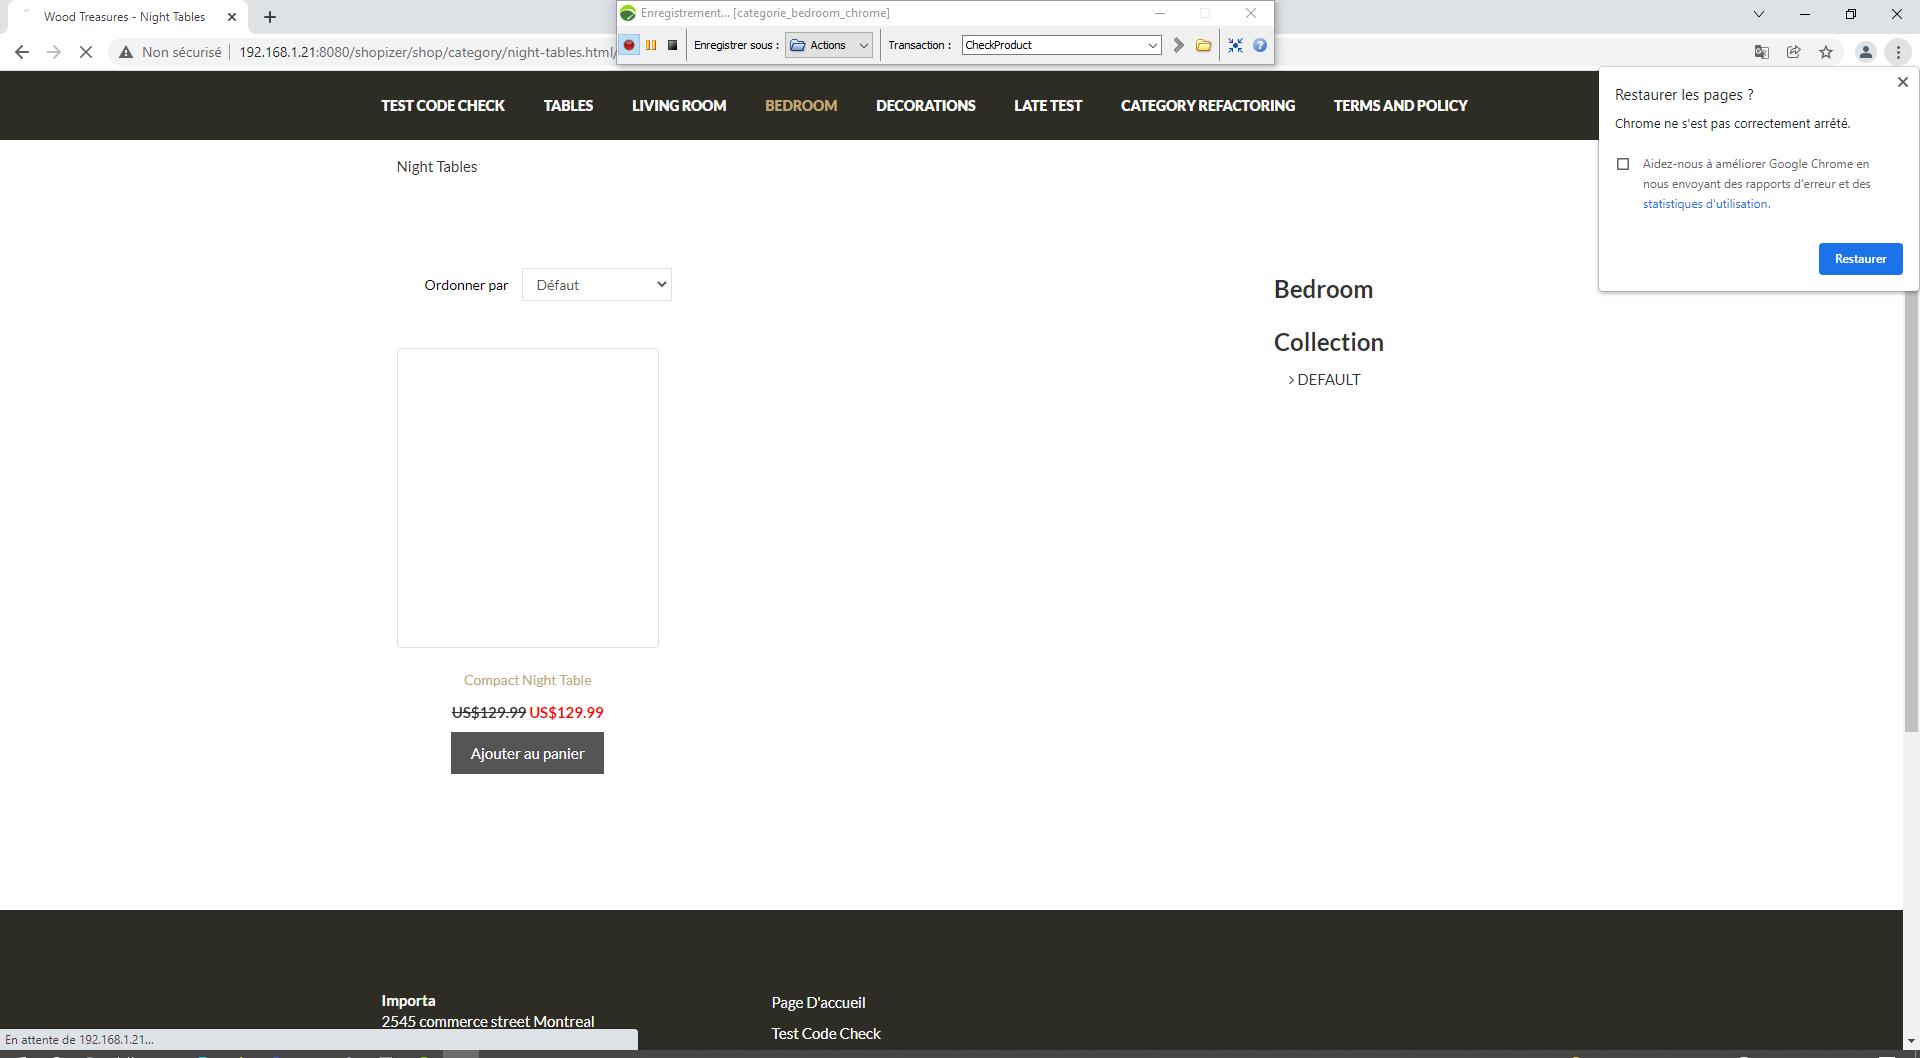 Wood Treasures - Night Tables
Enregistrement... [categorie_bedroom_chrome]
Non sécurisé
192.168.1.21:8080/shopizer/shop/category/night-tables.html/
Enregistrer sous :
Actions
Transaction :
CheckProduct
TEST CODE CHECK
TABLES
LIVING ROOM
BEDROOM
DECORATIONS
LATE TEST
CATEGORY REFACTORING
TERMS AND POLICY
Restaurer les pages ?
Chrome ne s'est pas correctement arrêté.
Aidez-nous à améliorer Google Chrome en
nous envoyant des rapports d'erreur et des
statistiques d'utilisation.
Restaurer
Night Tables
Ordonner par
Défaut
Bedroom
Collection
DEFAULT
Compact Night Table
US$129.99 US$129.99
Ajouter au panier
Importa
2545 commerce street Montreal
Page D'accueil
Test Code Check
En attente de 192.168.1.21...